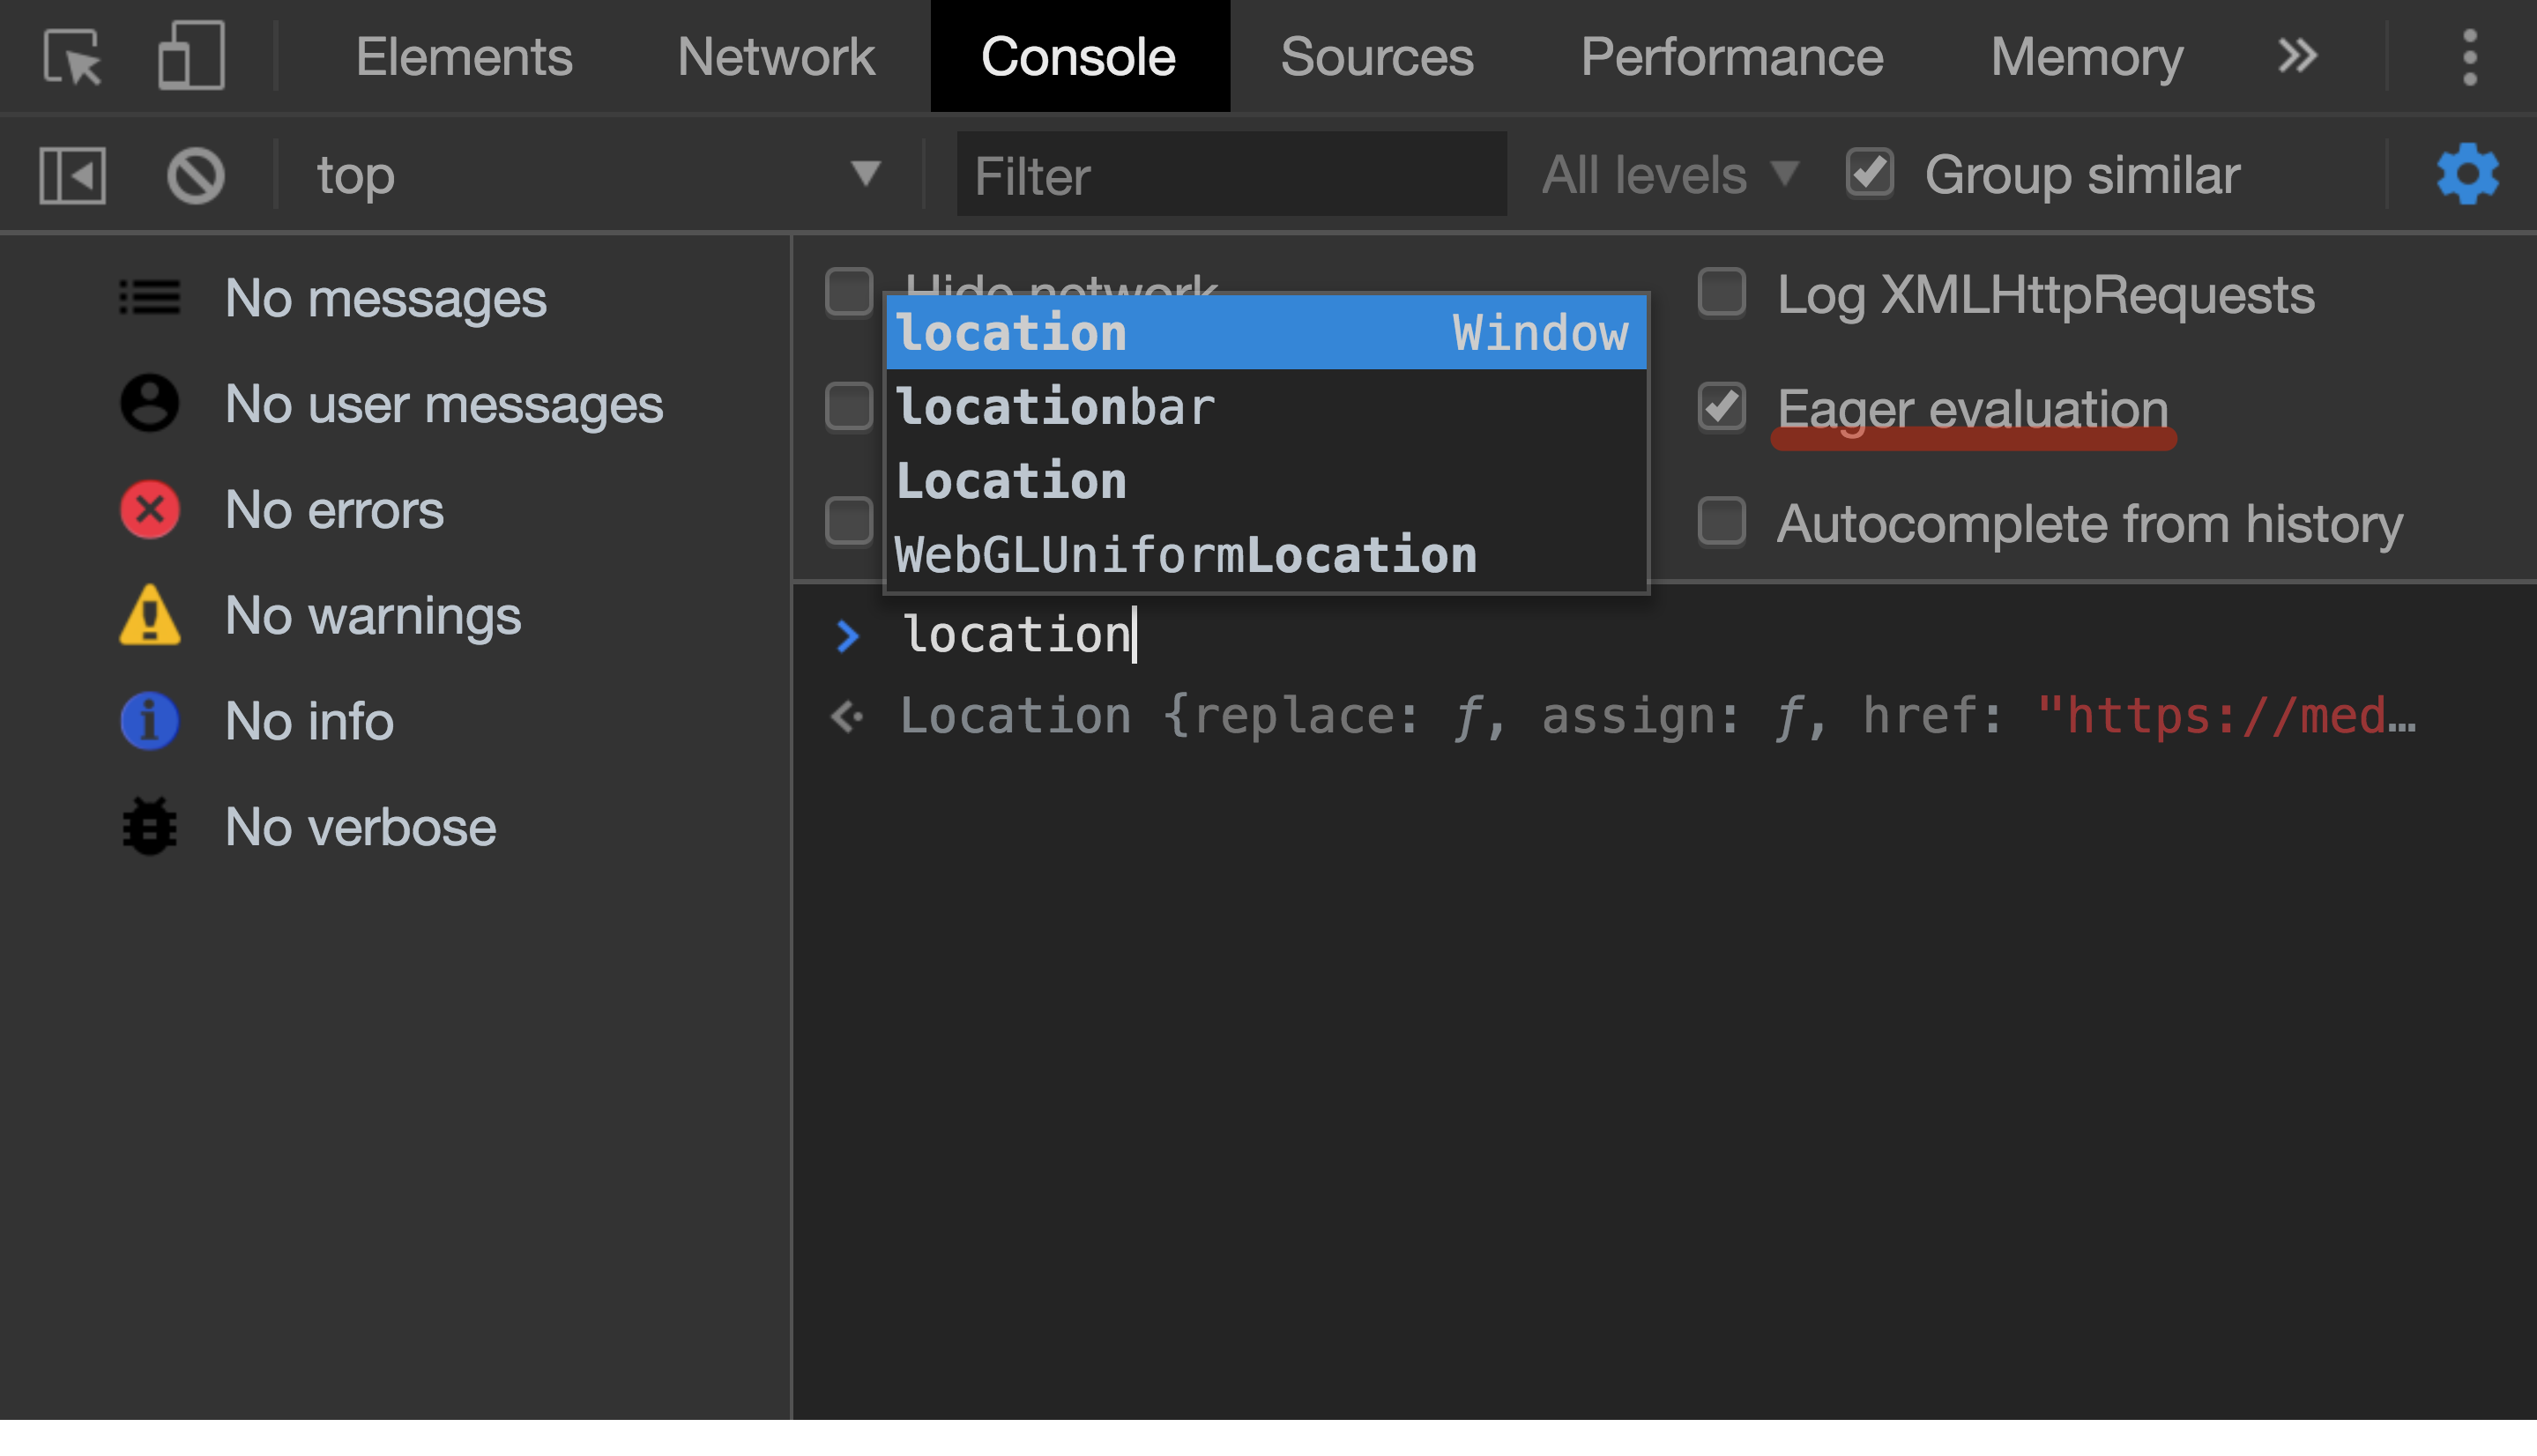 Elements Network Console Sources Performance Memory
top Filter All levels Group similar
No messages
No user messages
No errors
No warnings
No info
No verbose
Hide network
Log XMLHttpRequests
Eager evaluation
Autocomplete from history
location Window
locationbar
Location
WebGLUniformLocation
location
Location {replace: ƒ, assign: ƒ, href: "https://med…